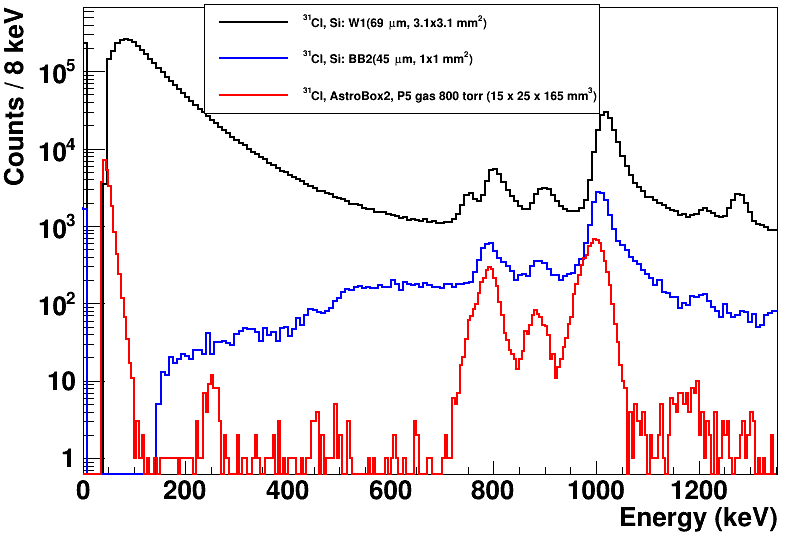 Counts / 8 keV
³¹Cl, Si: W1(69 μm, 3.1x3.1 mm²)
³¹Cl, Si: BB2(45 μm, 1x1 mm²)
³¹Cl, AstroBox2, P5 gas 800 torr (15 x 25 x 165 mm³)
10⁵
10⁴
10³
10²
10
1
0 200 400 600 800 1000 1200
Energy (keV)